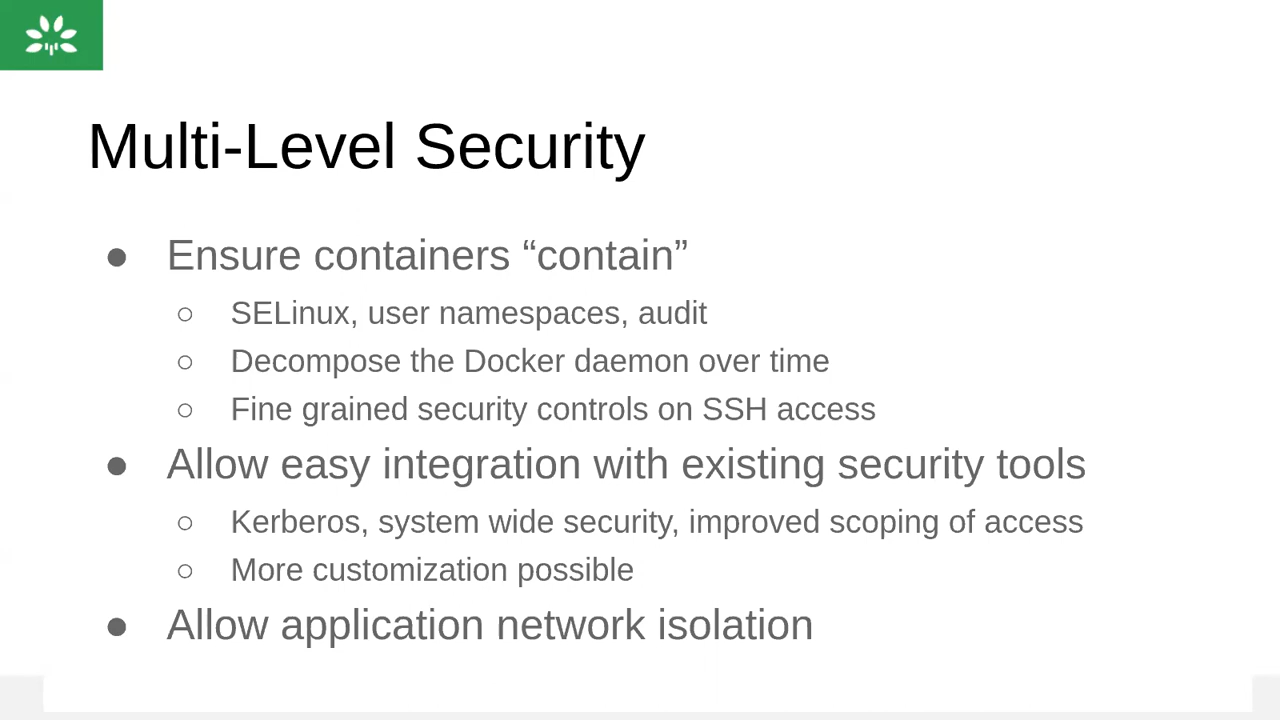 Multi-Level Security
● Ensure containers “contain”
○ SELinux, user namespaces, audit
○ Decompose the Docker daemon over time
○ Fine grained security controls on SSH access
● Allow easy integration with existing security tools
○ Kerberos, system wide security, improved scoping of access
○ More customization possible
● Allow application network isolation